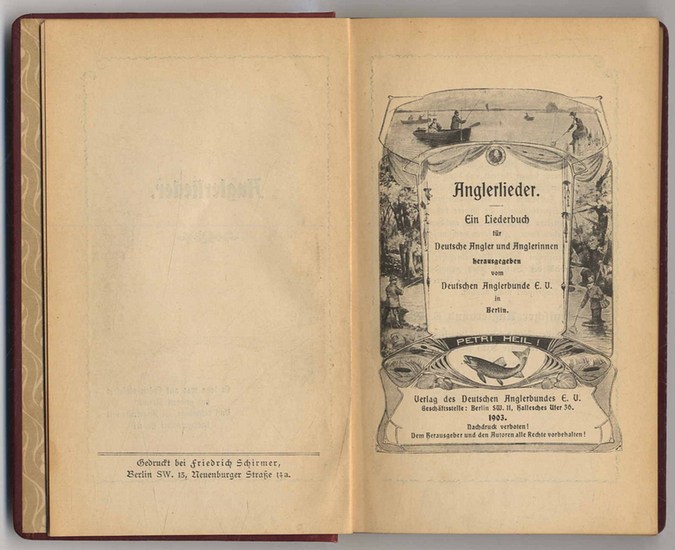 Gedruckt bei Friedrich Schirmer,
Berlin SW. 13, Neuenburger Straße 14a.
Anglerlieder.
Ein Liederbuch
für
Deutsche Angler und Anglerinnen
herausgegeben
vom
Deutschen Anglerbunde E. V.
in
Berlin.
PETRI HEIL!
Verlag des Deutschen Anglerbundes E. V.
Geschäftsstelle: Berlin SW. 11, Hallesches Ufer 36.
1903.
Nachdruck verboten!
Dem Herausgeber und den Autoren alle Rechte vorbehalten!